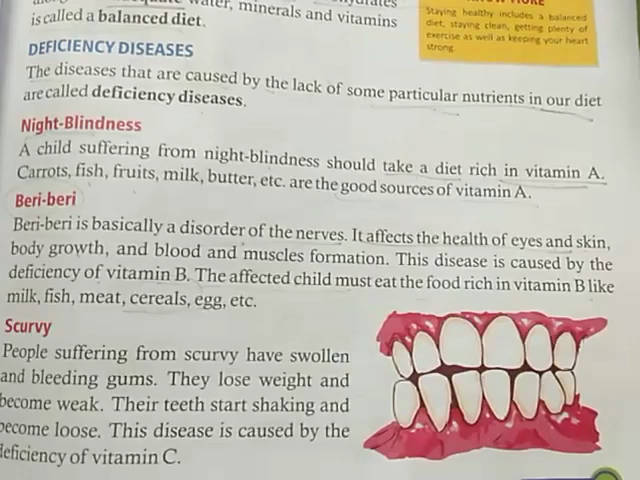 water, minerals and vitamins
is called a balanced diet.
Staying healthy includes a balanced
diet, staying clean, getting plenty of
exercise as well as keeping your heart
strong.
DEFICIENCY DISEASES
The diseases that are caused by the lack of some particular nutrients in our diet
are called deficiency diseases.
Night-Blindness
A child suffering from night-blindness should take a diet rich in vitamin A.
Carrots, fish, fruits, milk, butter, etc. are the good sources of vitamin A.
Beri-beri
Beri-beri is basically a disorder of the nerves. It affects the health of eyes and skin,
body growth, and blood and muscles formation. This disease is caused by the
deficiency of vitamin B. The affected child must eat the food rich in vitamin B like
milk, fish, meat, cereals, egg, etc.
Scurvy
People suffering from scurvy have swollen
and bleeding gums. They lose weight and
become weak. Their teeth start shaking and
become loose. This disease is caused by the
deficiency of vitamin C.